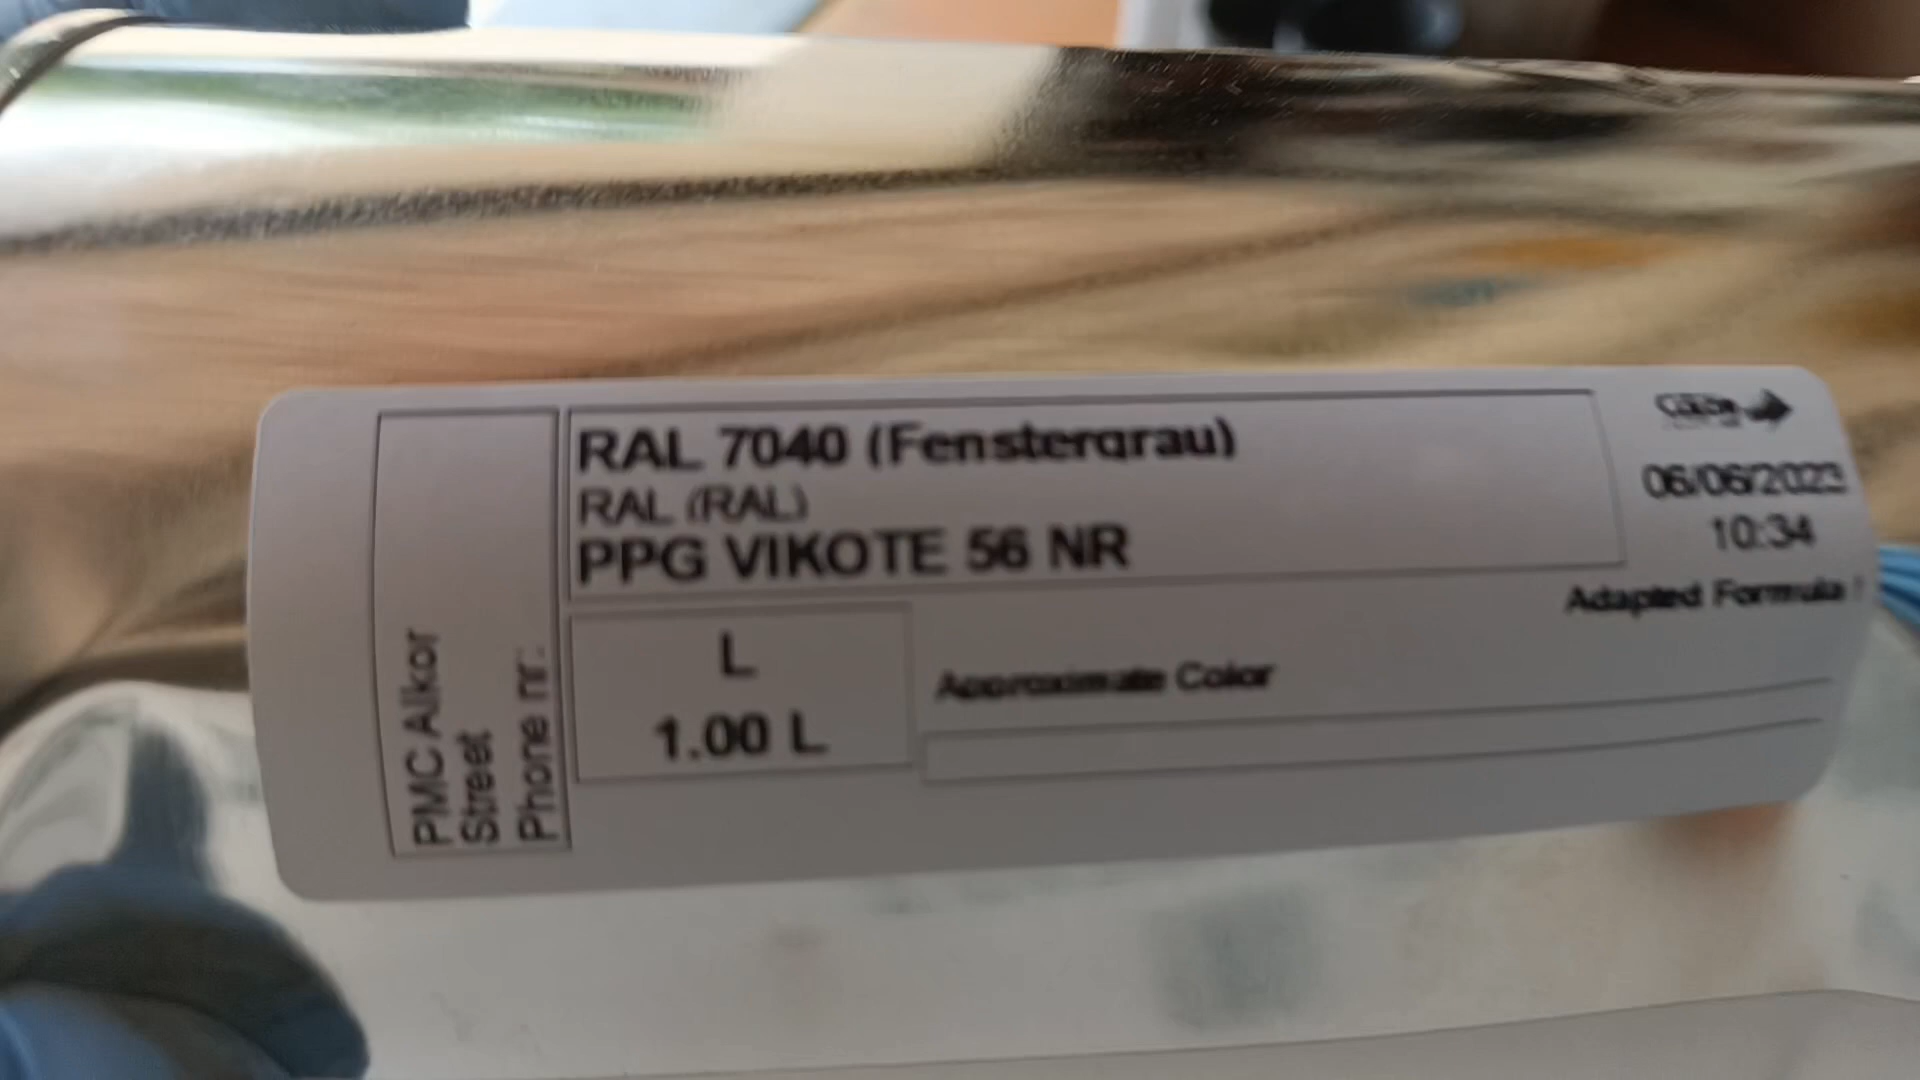 RAL 7040 (Fenstergrau)
RAL (RAL)
PPG VIKOTE 56 NR
06/06/2023
10:34
Adapted Formula !
L
1.00 L
Approximate Color
PMC Alkor
Street
Phone nr: